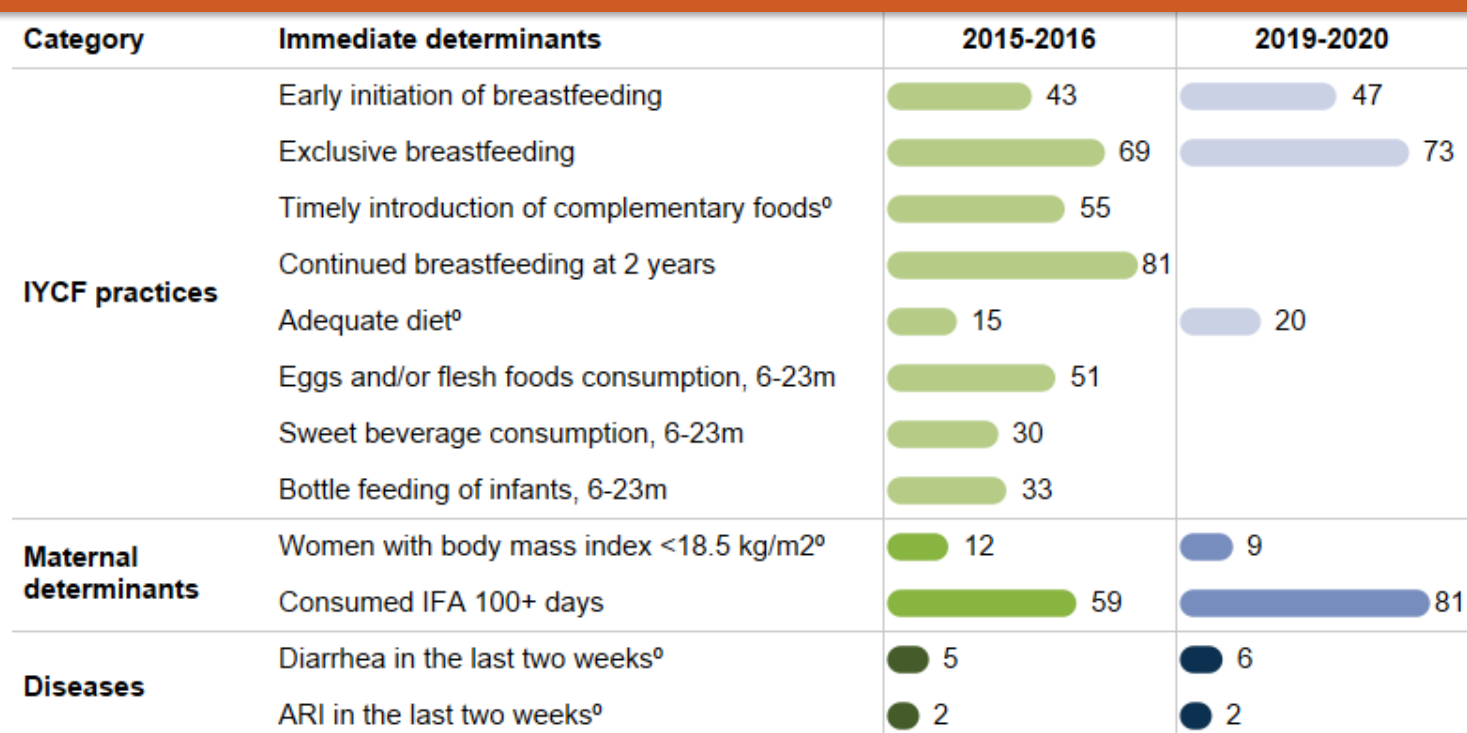 Category Immediate determinants 2015-2016 2019-2020
Early initiation of breastfeeding 43 47
Exclusive breastfeeding 69 73
Timely introduction of complementary foods⁰ 55
Continued breastfeeding at 2 years 81
IYCF practices
Adequate diet⁰ 15 20
Eggs and/or flesh foods consumption, 6-23m 51
Sweet beverage consumption, 6-23m 30
Bottle feeding of infants, 6-23m 33
Maternal
determinants
Women with body mass index <18.5 kg/m2⁰ 12 9
Consumed IFA 100+ days 59 81
Diseases
Diarrhea in the last two weeks⁰ 5 6
ARI in the last two weeks⁰ 2 2